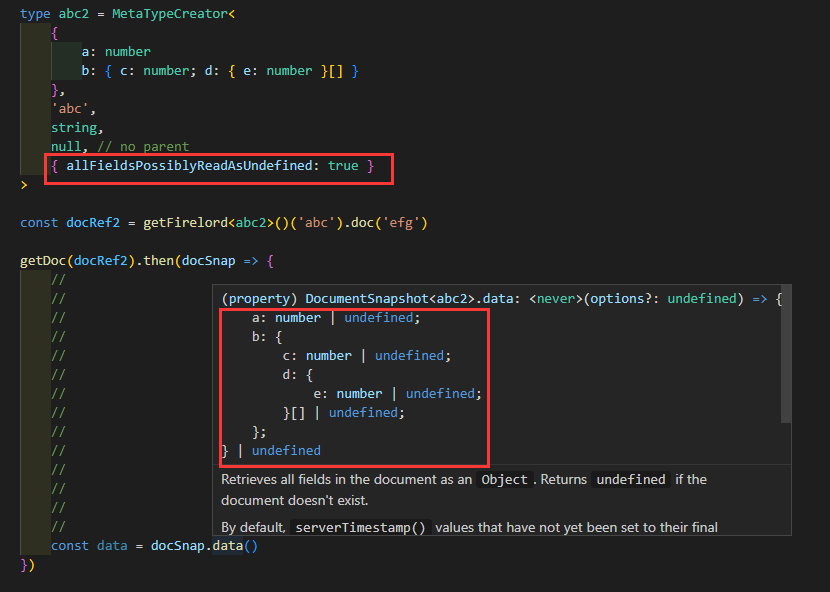 type abc2 = MetaTypeCreator<
{
a: number
b: { c: number; d: { e: number }[] }
},
'abc',
string,
null, // no parent
{ allFieldsPossiblyReadAsUndefined: true }
>
const docRef2 = getFirelord<abc2>()('abc').doc('efg')
getDoc(docRef2).then(docSnap => {
//
//
//
//
//
//
//
//
//
//
//
//
//
//
(property) DocumentSnapshot<abc2>.data: <never>(options?: undefined) => {
a: number | undefined;
b: {
c: number | undefined;
d: {
e: number | undefined;
}[] | undefined;
};
} | undefined
Retrieves all fields in the document as an Object. Returns undefined if the
document doesn't exist.
By default, serverTimestamp() values that have not yet been set to their final
const data = docSnap.data()
})